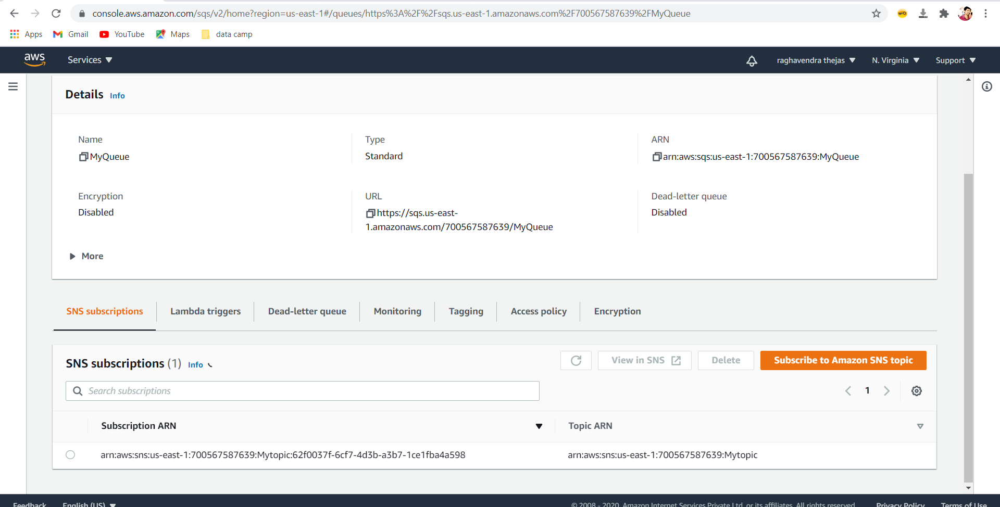 console.aws.amazon.com/sqs/v2/home?region=us-east-1#/queues/https%3A%2F%2Fsqs.us-east-1.amazonaws.com%2F700567587639%2FMyQueue
Apps Gmail YouTube Maps data camp
aws Services raghavendra thejas N. Virginia Support
Details Info
Name Type ARN
MyQueue Standard arn:aws:sqs:us-east-1:700567587639:MyQueue
Encryption URL Dead-letter queue
Disabled https://sqs.us-east- Disabled
1.amazonaws.com/700567587639/MyQueue
More
SNS subscriptions Lambda triggers Dead-letter queue Monitoring Tagging Access policy Encryption
SNS subscriptions (1) Info View in SNS Delete Subscribe to Amazon SNS topic
Search subscriptions 1
Subscription ARN Topic ARN
arn:aws:sns:us-east-1:700567587639:Mytopic:62f0037f-6cf7-4d3b-a3b7-1ce1fba4a598 arn:aws:sns:us-east-1:700567587639:Mytopic
Feedback English (US) © 2008 - 2020, Amazon Internet Services Private Ltd. or its affiliates. All rights reserved. Privacy Policy Terms of Use